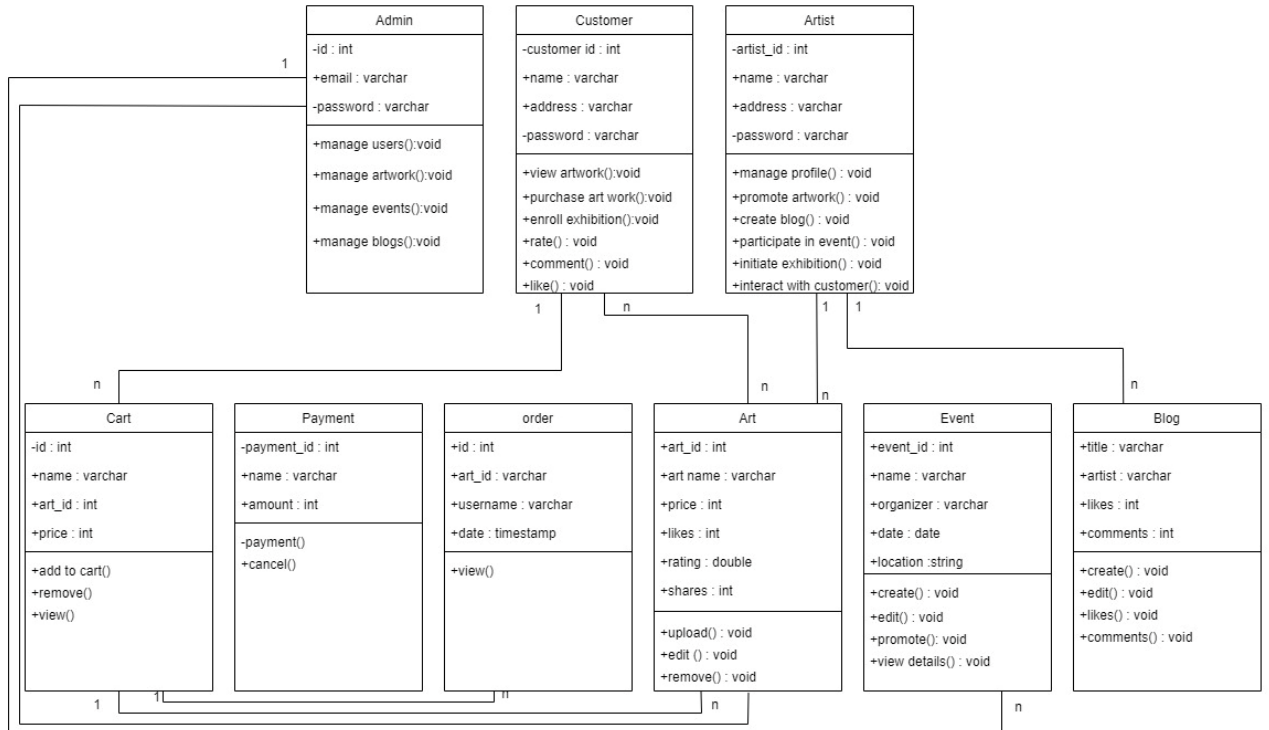 Admin
-id : int
+email : varchar
-password : varchar
+manage users():void
+manage artwork():void
+manage events():void
+manage blogs():void
1
Customer
-customer id : int
+name : varchar
+address : varchar
-password : varchar
+view artwork():void
+purchase art work():void
+enroll exhibition():void
+rate() : void
+comment() : void
+like() : void
Artist
-artist_id : int
+name : varchar
+address : varchar
-password : varchar
+manage profile() : void
+promote artwork() : void
+create blog() : void
+participate in event() : void
+initiate exhibition() : void
+interact with customer(): void
1
n
1
1
n
n
n
n
Cart
-id : int
+name : varchar
+art_id : int
+price : int
+add to cart()
+remove()
+view()
Payment
-payment_id : int
+name : varchar
+amount : int
-payment()
+cancel()
order
+id : int
+art_id : varchar
+username : varchar
+date : timestamp
+view()
Art
+art_id : int
+art name : varchar
+price : int
+likes : int
+rating : double
+shares : int
+upload() : void
+edit () : void
+remove() : void
Event
+event_id : int
+name : varchar
+organizer : varchar
+date : date
+location :string
+create() : void
+edit() : void
+promote(): void
+view details() : void
Blog
+title : varchar
+artist : varchar
+likes : int
+comments : int
+create() : void
+edit() : void
+likes() : void
+comments() : void
1
1
n
n
n